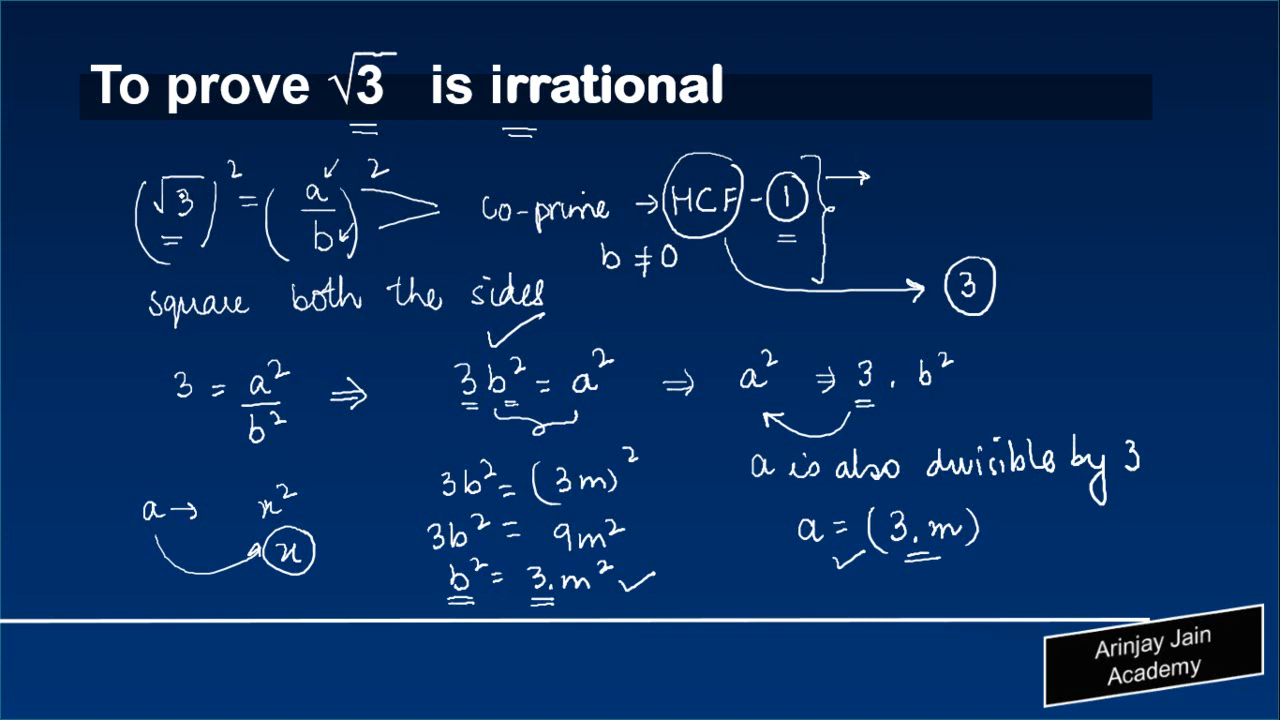 To prove √3 is irrational
(√3)² = (a/b)² co-prime → HCF - 1 } →
b ≠ 0
3
square both the sides
3 = a²/b² ⇒ 3b² = a² ⇒ a² ⇒ 3 . b²
a is also divisible by 3
3b² = (3m)²
a → x²
a = (3.m)
3b² = 9m²
x
b² = 3.m² ✓
Arinjay Jain
Academy